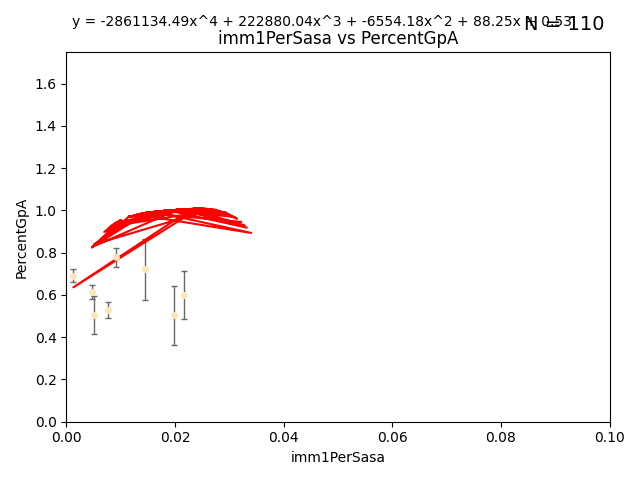 y = -2861134.49x^4 + 222880.04x^3 + -6554.18x^2 + 88.25x + 0.53
N = 110
imm1PerSasa vs PercentGpA
1.6
1.4
1.2
1.0
0.8
0.6
0.4
0.2
0.0
PercentGpA
0.00 0.02 0.04 0.06 0.08 0.10
imm1PerSasa